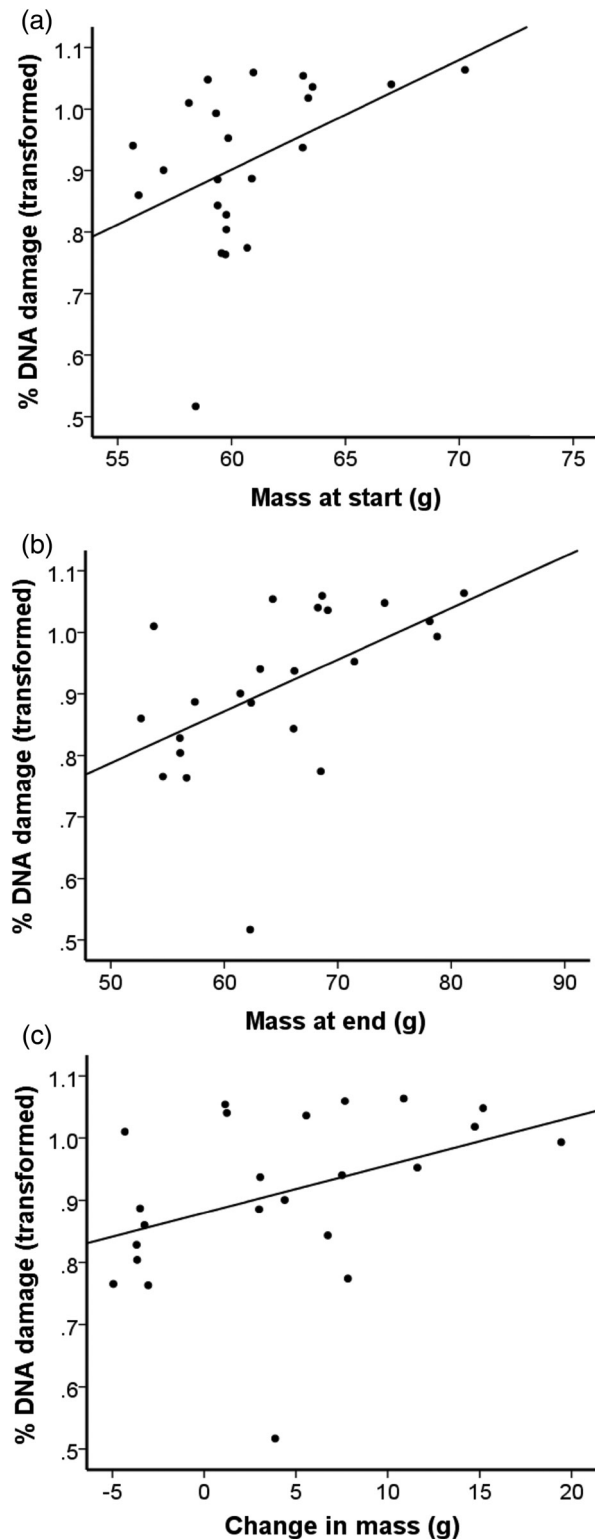 (a)
% DNA damage (transformed)
1.1
1.0
.9
.8
.7
.6
.5
55 60 65 70 75
Mass at start (g)
(b)
% DNA damage (transformed)
1.1
1.0
.9
.8
.7
.6
.5
50 60 70 80 90
Mass at end (g)
(c)
% DNA damage (transformed)
1.1
1.0
.9
.8
.7
.6
.5
-5 0 5 10 15 20
Change in mass (g)